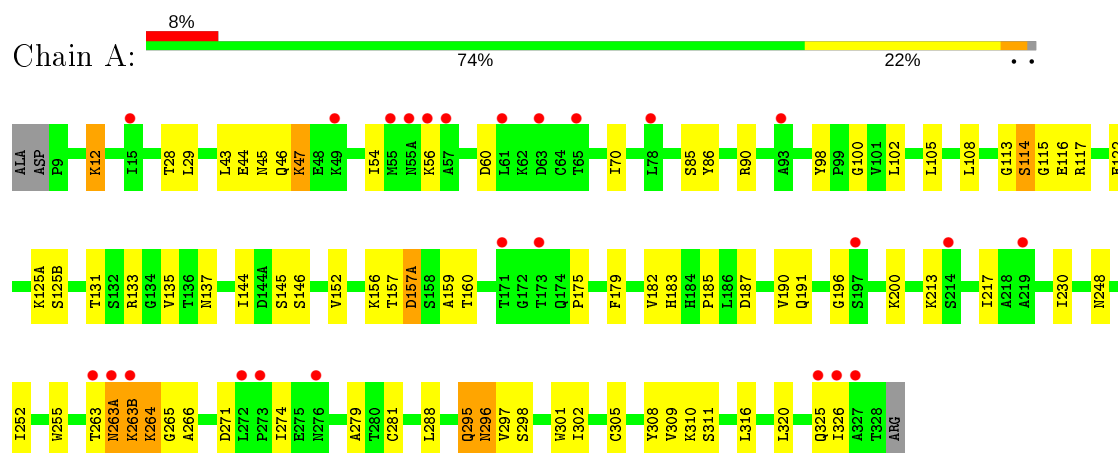 8%
Chain A:
74% 22% • •
ALA ASP P9 K12 I15 T28 L29 L43 E44 N45 Q46 K47 E48 K49 I54 M55 N55A K56 A57 D60 L61 K62 D63 C64 T65 I70 L78 S85 Y86 R90 A93 Y98 P99 G100 V101 L102 L105 L108 G113 S114 G115 E116 R117
K125A S125B T131 S132 R133 G134 V135 T136 N137 I144 D144A S145 S146 V152 K156 T157 D157A S158 A159 T160 T171 G172 T173 Q174 P175 F179 V182 H183 H184 P185 L186 D187 V190 Q191 G196 S197 K200 K213 S214 I217 A218 A219 I230 N248
I252 W255 T263 N263A K263B K264 G265 A266 D271 L272 P273 I274 E275 N276 A279 T280 C281 L288 Q295 N296 V297 S298 W301 I302 C305 Y308 V309 K310 S311 L316 L320 Q325 I326 A327 T328 ARG